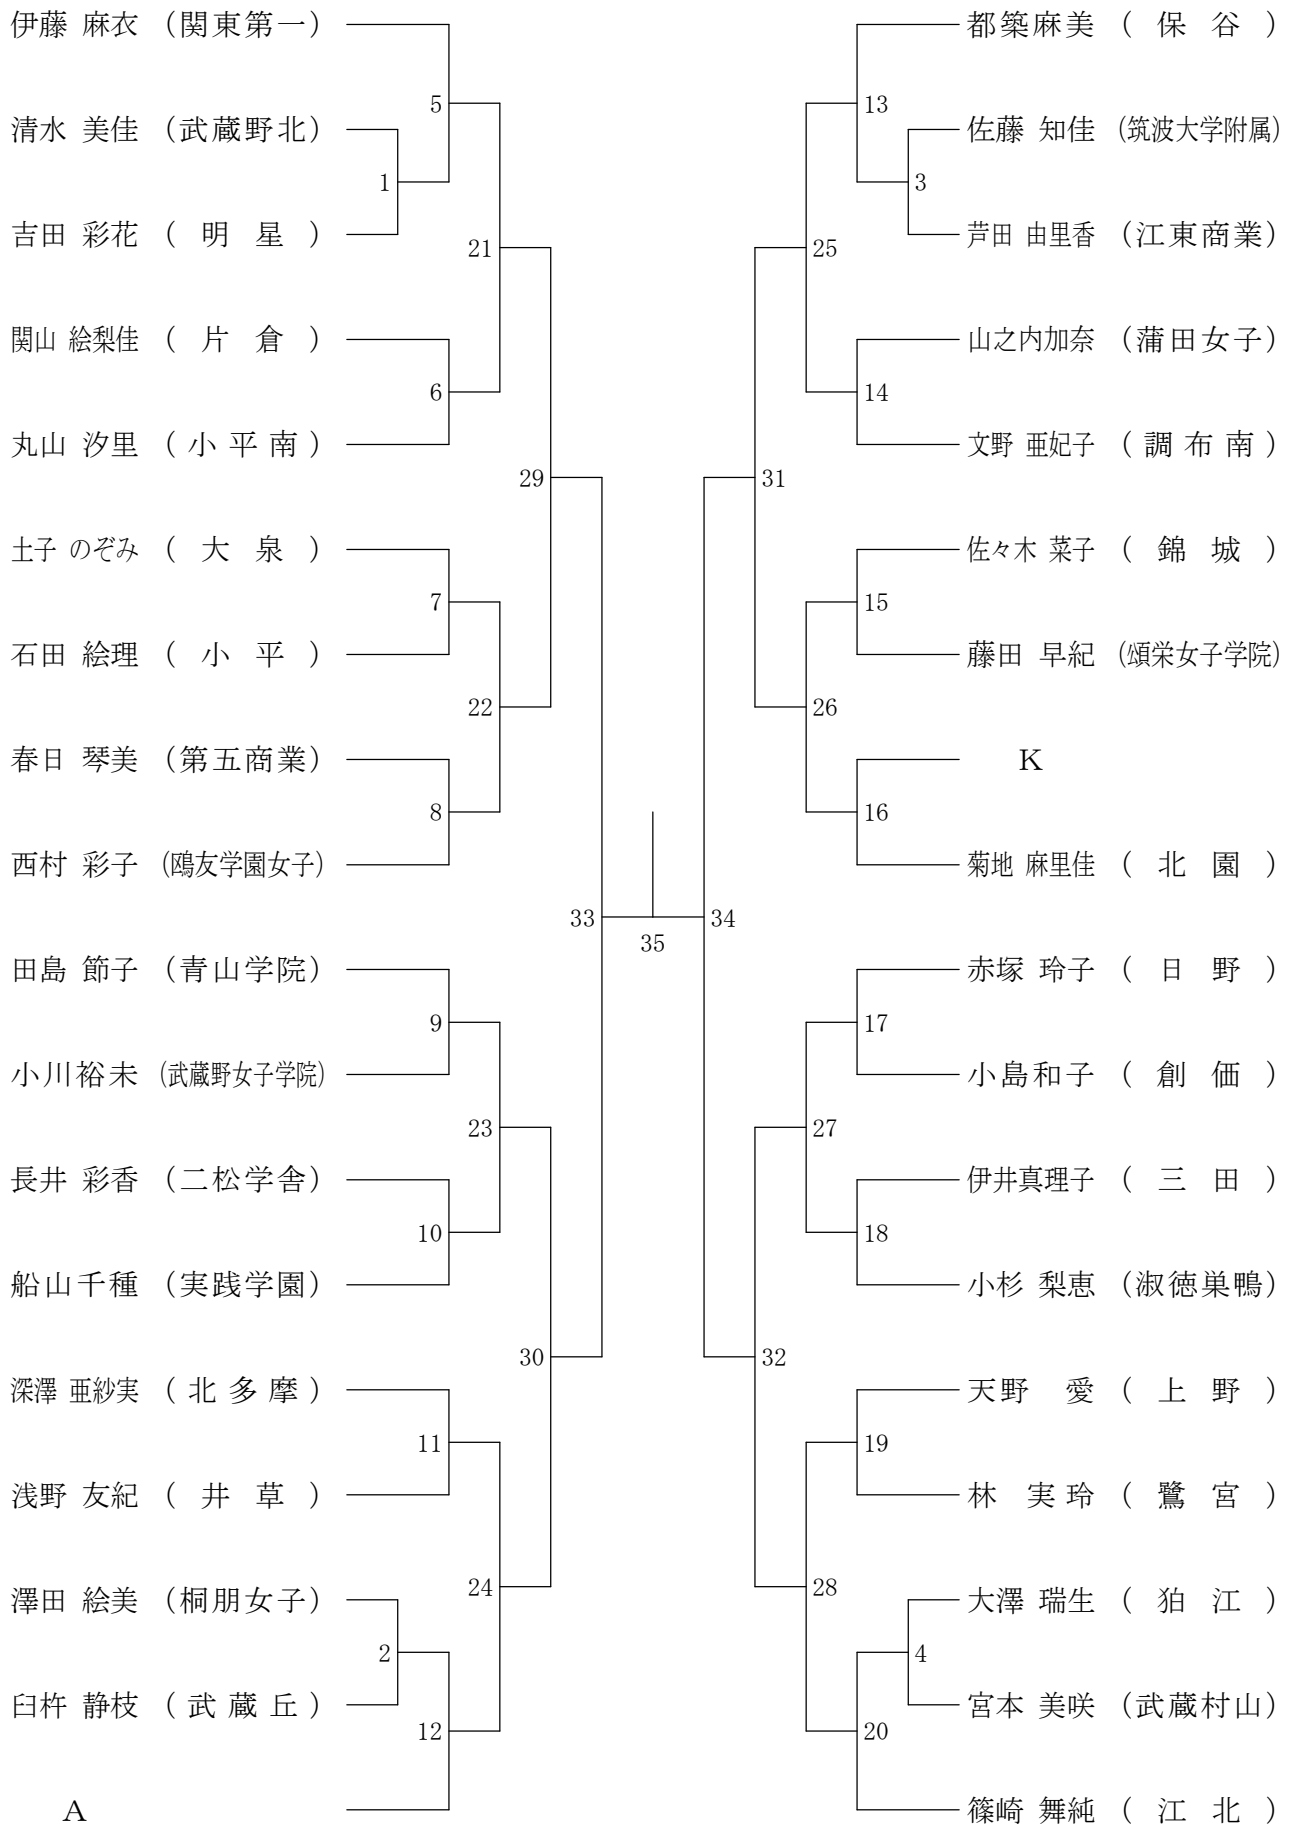 伊藤 麻衣 (関東第一)
清水 美佳 (武蔵野北)
吉田 彩花 ( 明 星 )
関山 絵梨佳 ( 片 倉 )
丸山 汐里 ( 小 平 南 )
土子 のぞみ ( 大 泉 )
石田 絵理 ( 小 平 )
春日 琴美 (第五商業)
西村 彩子 (鴎友学園女子)
田島 節子 (青山学院)
小川裕未 (武蔵野女子学院)
長井 彩香 (二松学舎)
船山千種 (実践学園)
深澤 亜紗実 ( 北 多 摩 )
浅野 友紀 ( 井 草 )
澤田 絵美 (桐朋女子)
臼杵 静枝 ( 武 蔵 丘 )
A
5
1
21
6
29
7
22
8
33
9
23
10
30
11
24
2
12
35
都築麻美 ( 保 谷 )
佐藤 知佳 (筑波大学附属)
芦田 由里香 (江東商業)
山之内加奈 (蒲田女子)
文野 亜妃子 ( 調 布 南 )
佐々木 菜子 ( 錦 城 )
藤田 早紀 (頌栄女子学院)
K
菊地 麻里佳 ( 北 園 )
赤塚 玲子 ( 日 野 )
小島和子 ( 創 価 )
伊井真理子 ( 三 田 )
小杉 梨恵 (淑徳巣鴨)
天野 愛 ( 上 野 )
林 実 玲 ( 鷺 宮 )
大澤 瑞生 ( 狛 江 )
宮本 美咲 (武蔵村山)
篠崎 舞純 ( 江 北 )
13
3
25
14
31
15
26
16
34
17
27
18
32
19
28
4
20